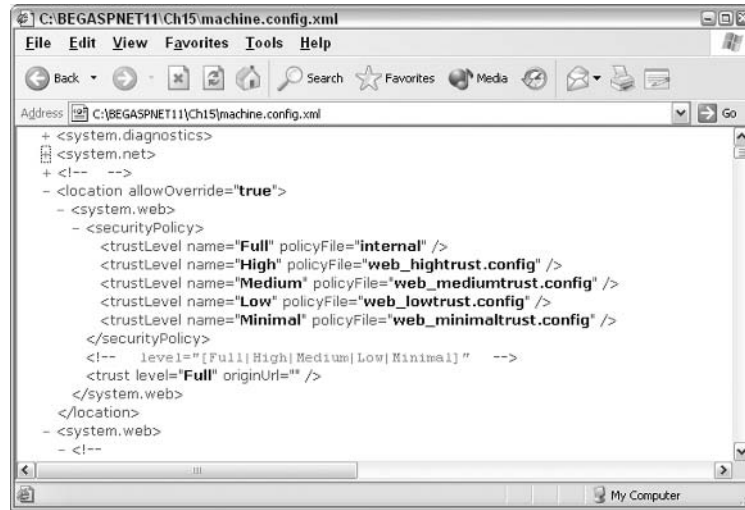 C:\BEGASPNET11\Ch15\machine.config.xml
File Edit View Favorites Tools Help
Back Search Favorites Media
Address C:\BEGASPNET11\Ch15\machine.config.xml Go
+ <system.diagnostics>
+ <system.net>
+ <!-- -->
- <location allowOverride="true">
- <system.web>
- <securityPolicy>
<trustLevel name="Full" policyFile="internal" />
<trustLevel name="High" policyFile="web_hightrust.config" />
<trustLevel name="Medium" policyFile="web_mediumtrust.config" />
<trustLevel name="Low" policyFile="web_lowtrust.config" />
<trustLevel name="Minimal" policyFile="web_minimaltrust.config" />
</securityPolicy>
<!-- level="[Full|High|Medium|Low|Minimal]" -->
<trust level="Full" originUrl="" />
</system.web>
</location>
- <system.web>
- <!--
My Computer